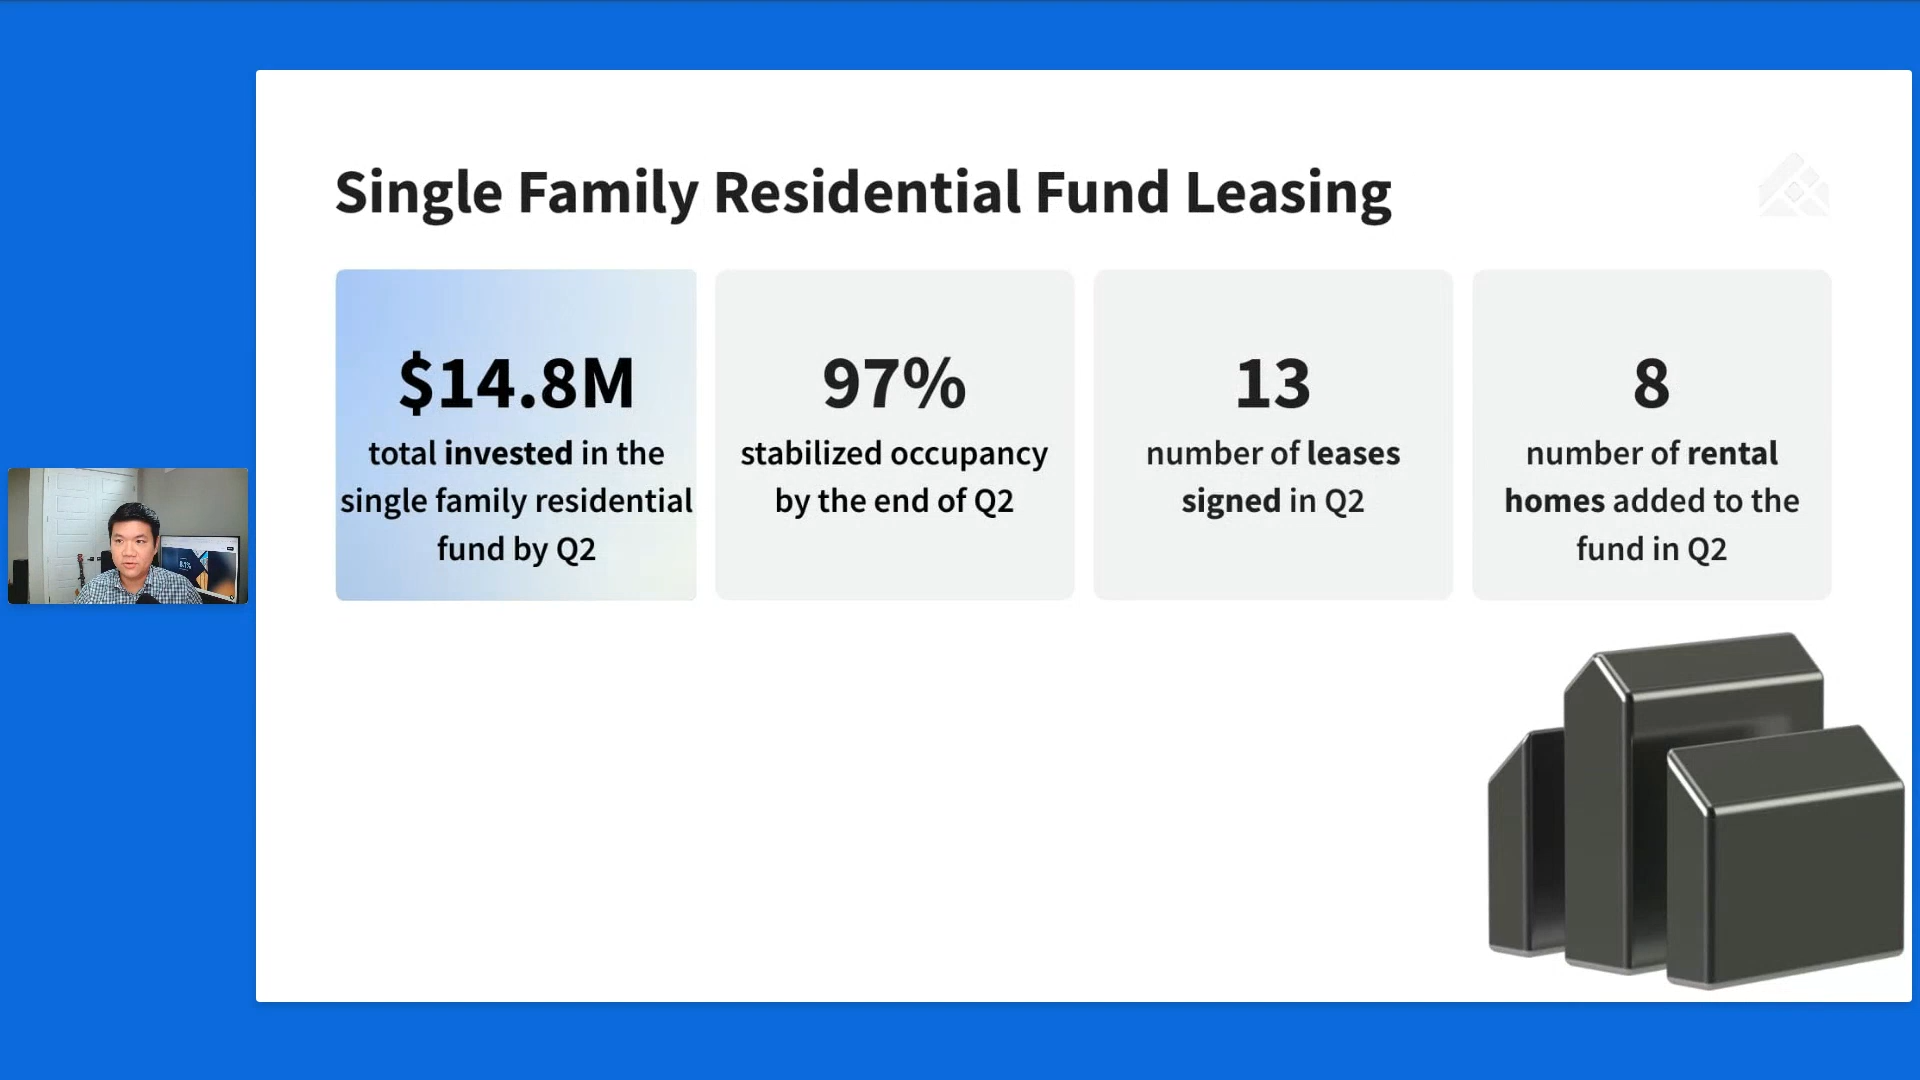 Single Family Residential Fund Leasing
$14.8M
total invested in the
single family residential
fund by Q2
97%
stabilized occupancy
by the end of Q2
13
number of leases
signed in Q2
8
number of rental
homes added to the
fund in Q2